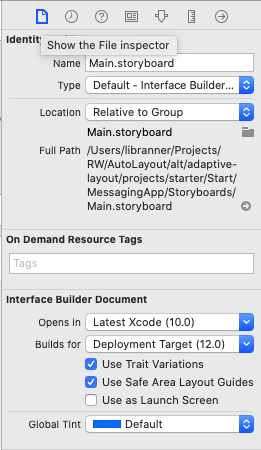 Identity
Show the File inspector
Name Main.storyboard
Type Default - Interface Builder...
Location Relative to Group
Main.storyboard
Full Path /Users/libranner/Projects/
RW/AutoLayout/alt/adaptive-
layout/projects/starter/Start/
MessagingApp/Storyboards/
Main.storyboard
On Demand Resource Tags
Tags
Interface Builder Document
Opens in Latest Xcode (10.0)
Builds for Deployment Target (12.0)
Use Trait Variations
Use Safe Area Layout Guides
Use as Launch Screen
Global Tint Default